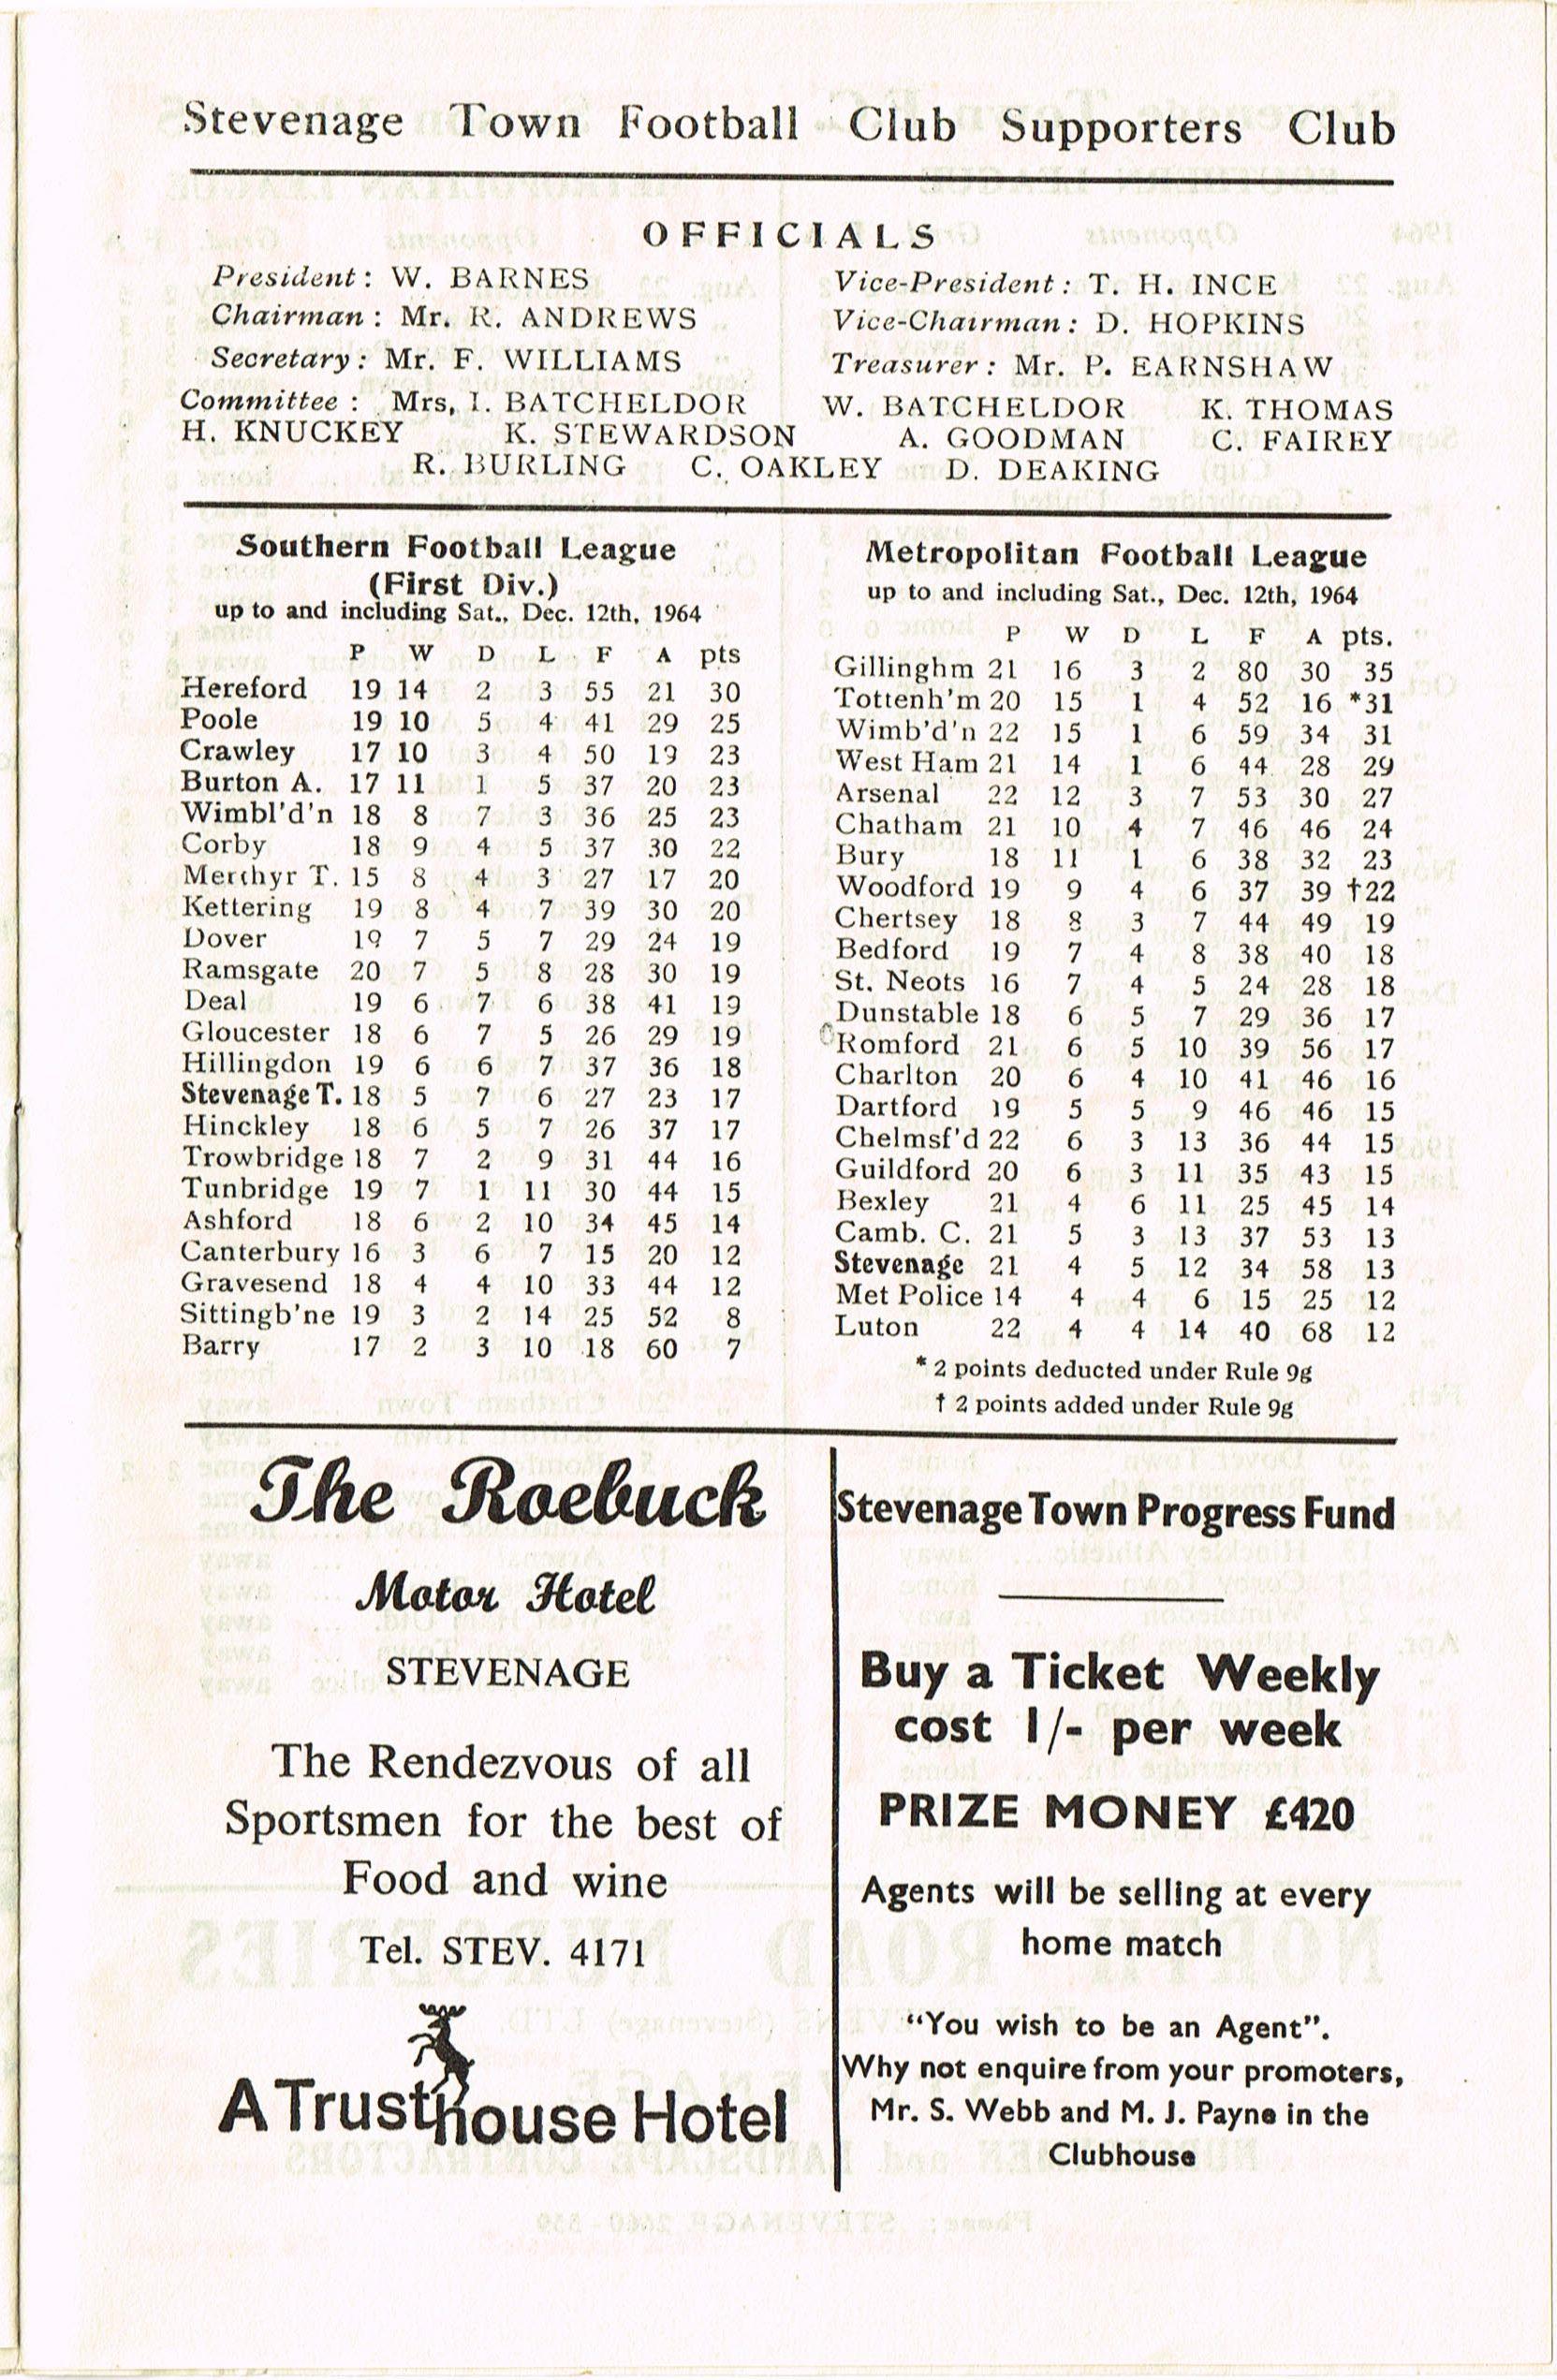 Stevenage Town Football Club Supporters Club
OFFICIALS
President: W. BARNES
Vice-President: T. H. INCE
Chairman: Mr. R. ANDREWS
Vice-Chairman: D. HOPKINS
Secretary: Mr. F. WILLIAMS
Treasurer: Mr. P. EARNSHAW
Committee: Mrs, I. BATCHELDOR W. BATCHELDOR K. THOMAS
H. KNUCKEY K. STEWARDSON A. GOODMAN C. FAIREY
R. BURLING C. OAKLEY D. DEAKING
Southern Football League
(First Div.)
up to and including Sat., Dec. 12th, 1964
P W D L F A pts
Hereford 19 14 2 3 55 21 30
Poole 19 10 5 4 41 29 25
Crawley 17 10 3 4 50 19 23
Burton A. 17 11 1 5 37 20 23
Wimbl'd'n 18 8 7 3 36 25 23
Corby 18 9 4 5 37 30 22
Merthyr T. 15 8 4 3 27 17 20
Kettering 19 8 4 7 39 30 20
Dover 19 7 5 7 29 24 19
Ramsgate 20 7 5 8 28 30 19
Deal 19 6 7 6 38 41 19
Gloucester 18 6 7 5 26 29 19
Hillingdon 19 6 6 7 37 36 18
Stevenage T. 18 5 7 6 27 23 17
Hinckley 18 6 5 7 26 37 17
Trowbridge 18 7 2 9 31 44 16
Tunbridge 19 7 1 11 30 44 15
Ashford 18 6 2 10 34 45 14
Canterbury 16 3 6 7 15 20 12
Gravesend 18 4 4 10 33 44 12
Sittingb'ne 19 3 2 14 25 52 8
Barry 17 2 3 10 18 60 7
Metropolitan Football League
up to and including Sat., Dec. 12th, 1964
P W D L F A pts.
Gillinghm 21 16 3 2 80 30 35
Tottenh'm 20 15 1 4 52 16 *31
Wimb'd'n 22 15 1 6 59 34 31
West Ham 21 14 1 6 44 28 29
Arsenal 22 12 3 7 53 30 27
Chatham 21 10 4 7 46 46 24
Bury 18 11 1 6 38 32 23
Woodford 19 9 4 6 37 39 †22
Chertsey 18 8 3 7 44 49 19
Bedford 19 7 4 8 38 40 18
St. Neots 16 7 4 5 24 28 18
Dunstable 18 6 5 7 29 36 17
Romford 21 6 5 10 39 56 17
Charlton 20 6 4 10 41 46 16
Dartford 19 5 5 9 46 46 15
Chelmsf'd 22 6 3 13 36 44 15
Guildford 20 6 3 11 35 43 15
Bexley 21 4 6 11 25 45 14
Camb. C. 21 5 3 13 37 53 13
Stevenage 21 4 5 12 34 58 13
Met Police 14 4 4 6 15 25 12
Luton 22 4 4 14 40 68 12
* 2 points deducted under Rule 9g
† 2 points added under Rule 9g
The Roebuck
Motor Hotel
STEVENAGE
The Rendezvous of all
Sportsmen for the best of
Food and wine
Tel. STEV. 4171
A Trusthouse Hotel
Stevenage Town Progress Fund
Buy a Ticket Weekly
cost 1/- per week
PRIZE MONEY £420
Agents will be selling at every
home match
"You wish to be an Agent".
Why not enquire from your promoters,
Mr. S. Webb and M. J. Payne in the
Clubhouse